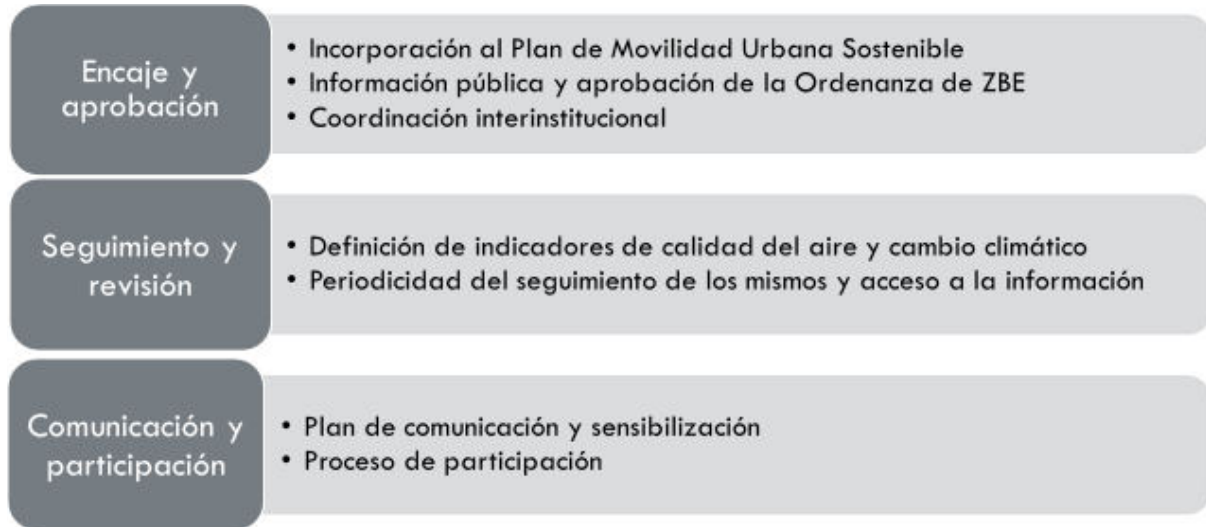 Encaje y
aprobación
• Incorporación al Plan de Movilidad Urbana Sostenible
• Información pública y aprobación de la Ordenanza de ZBE
• Coordinación interinstitucional
Seguimiento y
revisión
• Definición de indicadores de calidad del aire y cambio climático
• Periodicidad del seguimiento de los mismos y acceso a la información
Comunicación y
participación
• Plan de comunicación y sensibilización
• Proceso de participación